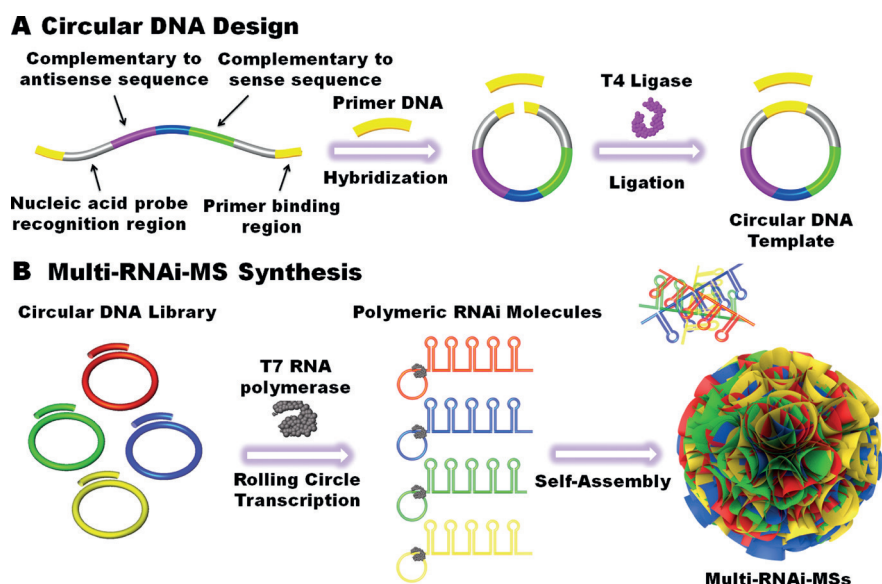 A Circular DNA Design
Complementary to
antisense sequence
Complementary to
sense sequence
Primer DNA
T4 Ligase
Hybridization
Ligation
Nucleic acid probe
recognition region
Primer binding
region
Circular DNA
Template
B Multi-RNAi-MS Synthesis
Circular DNA Library
Polymeric RNAi Molecules
T7 RNA
polymerase
Rolling Circle
Transcription
Self-Assembly
Multi-RNAi-MSs